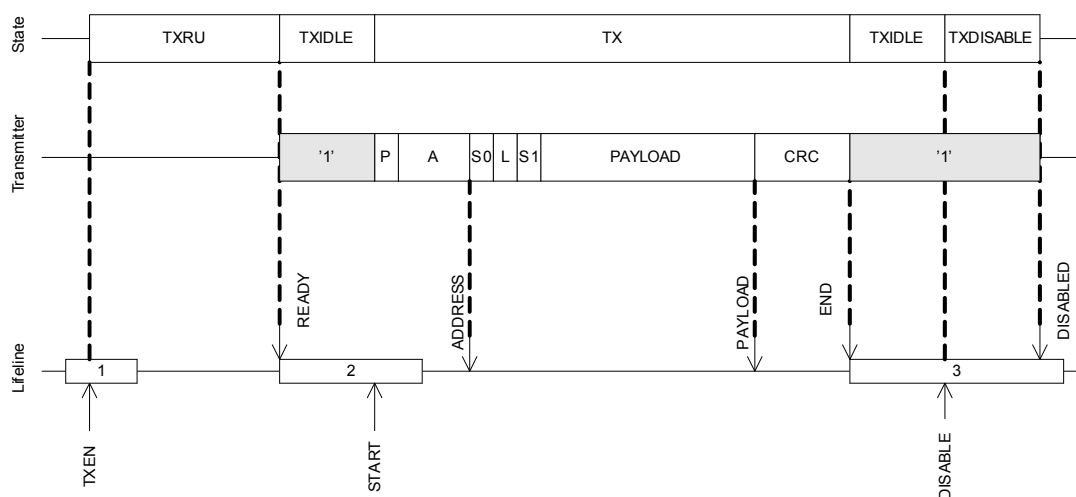 State
TXRU TXIDLE TX TXIDLE TXDISABLE
Transmitter
'1' P A S0 L S1 PAYLOAD CRC '1'
READY
ADDRESS
PAYLOAD
END
DISABLED
Lifeline
1 2 3
TXEN
START
DISABLE